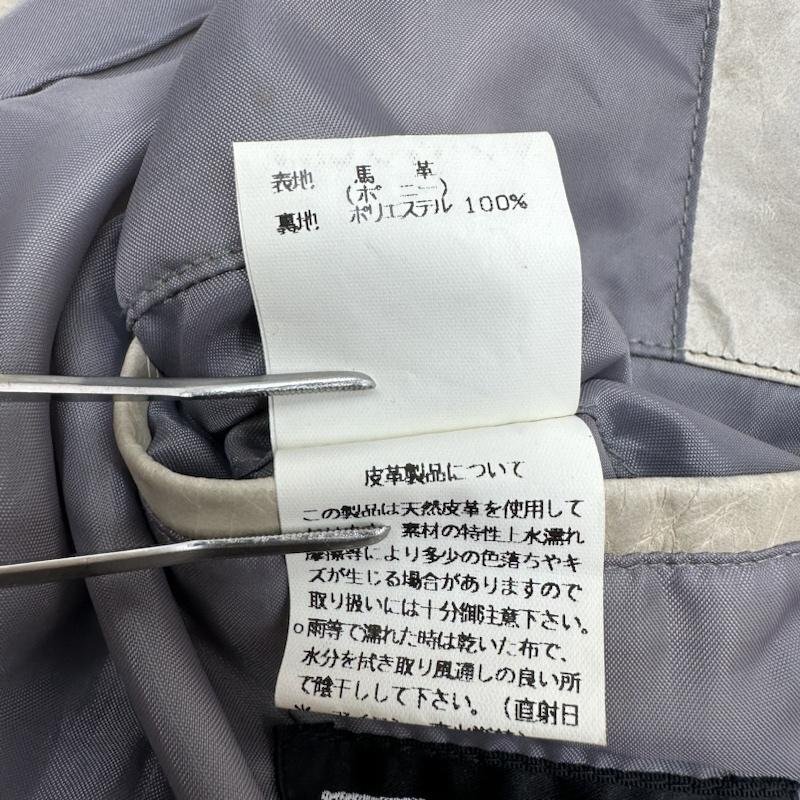 表地 馬 革
(ポ ニー)
裏地 ポリエステル 100%
皮革製品について
この製品は天然皮革を使用して
素材の特性上水濡れ
摩擦等により多少の色落ちやキ
ズが生じる場合がありますので
取り扱いには十分御注意下さい。
○雨等で濡れた時は乾いた布で、
水分を拭き取り風通しの良い所
で陰干しして下さい。(直射日